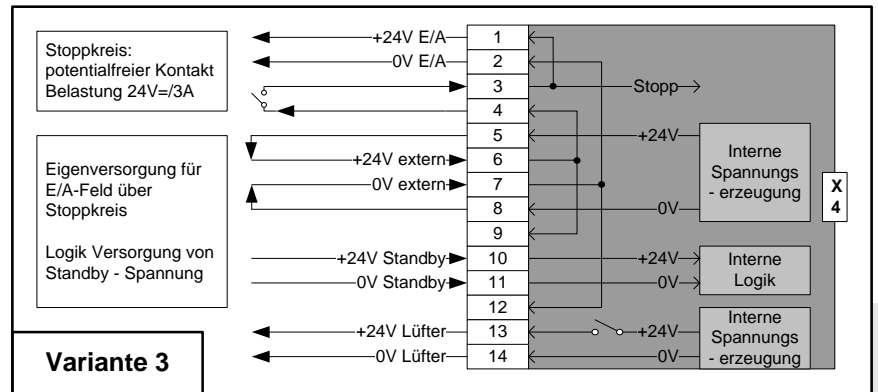 Stoppkreis:
potentialfreier Kontakt
Belastung 24V=/3A
Eigenversorgung für
E/A-Feld über
Stoppkreis
Logik Versorgung von
Standby - Spannung
Variante 3
+24V E/A
0V E/A
+24V extern
0V extern
+24V Standby
0V Standby
+24V Lüfter
0V Lüfter
1
2
3
4
5
6
7
8
9
10
11
12
13
14
Stopp
+24V
0V
+24V
0V
+24V
0V
Interne
Spannungs
- erzeugung
Interne
Logik
Interne
Spannungs
- erzeugung
X
4